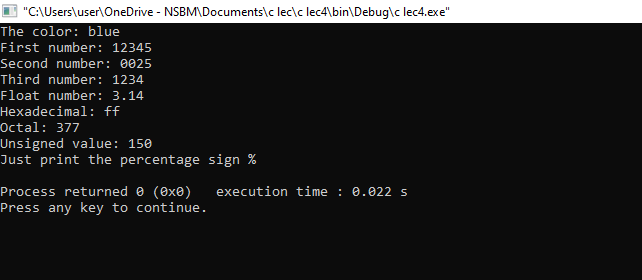 "C:\Users\user\OneDrive - NSBM\Documents\c lec\c lec4\bin\Debug\c lec4.exe"
The color: blue
First number: 12345
Second number: 0025
Third number: 1234
Float number: 3.14
Hexadecimal: ff
Octal: 377
Unsigned value: 150
Just print the percentage sign %
Process returned 0 (0x0)   execution time : 0.022 s
Press any key to continue.